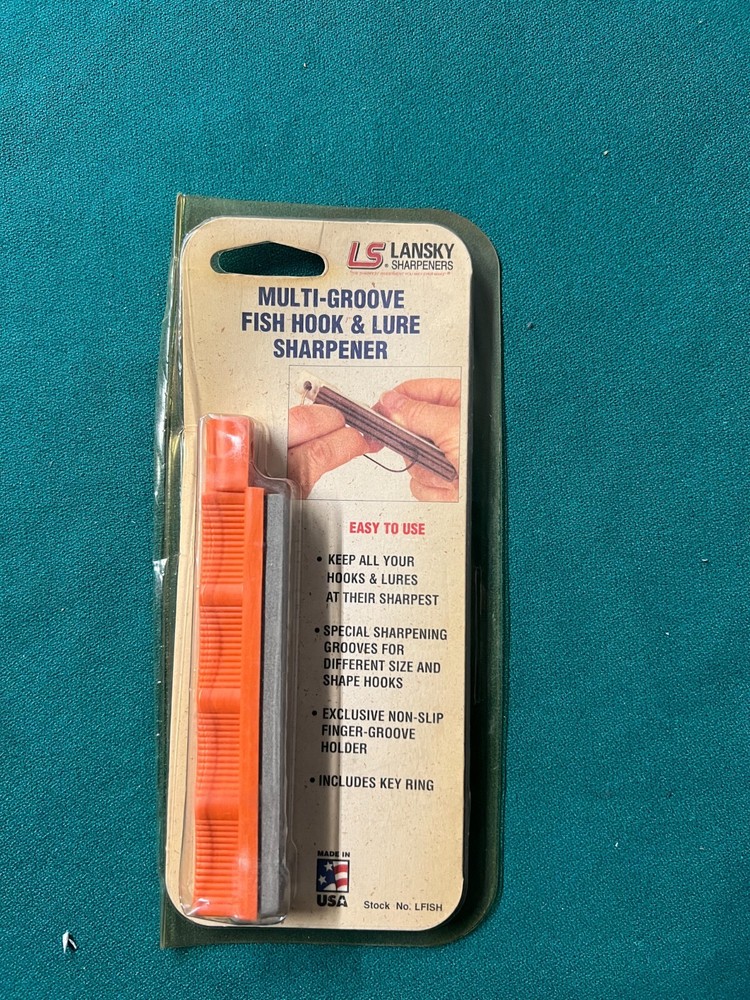 LS® LANSKY
SHARPENERS
MULTI-GROOVE
FISH HOOK & LURE
SHARPENER
EASY TO USE
• KEEP ALL YOUR
HOOKS & LURES
AT THEIR SHARPEST
• SPECIAL SHARPENING
GROOVES FOR
DIFFERENT SIZE AND
SHAPE HOOKS
• EXCLUSIVE NON-SLIP
FINGER-GROOVE
HOLDER
• INCLUDES KEY RING
MADE IN
USA
Stock No. LFISH